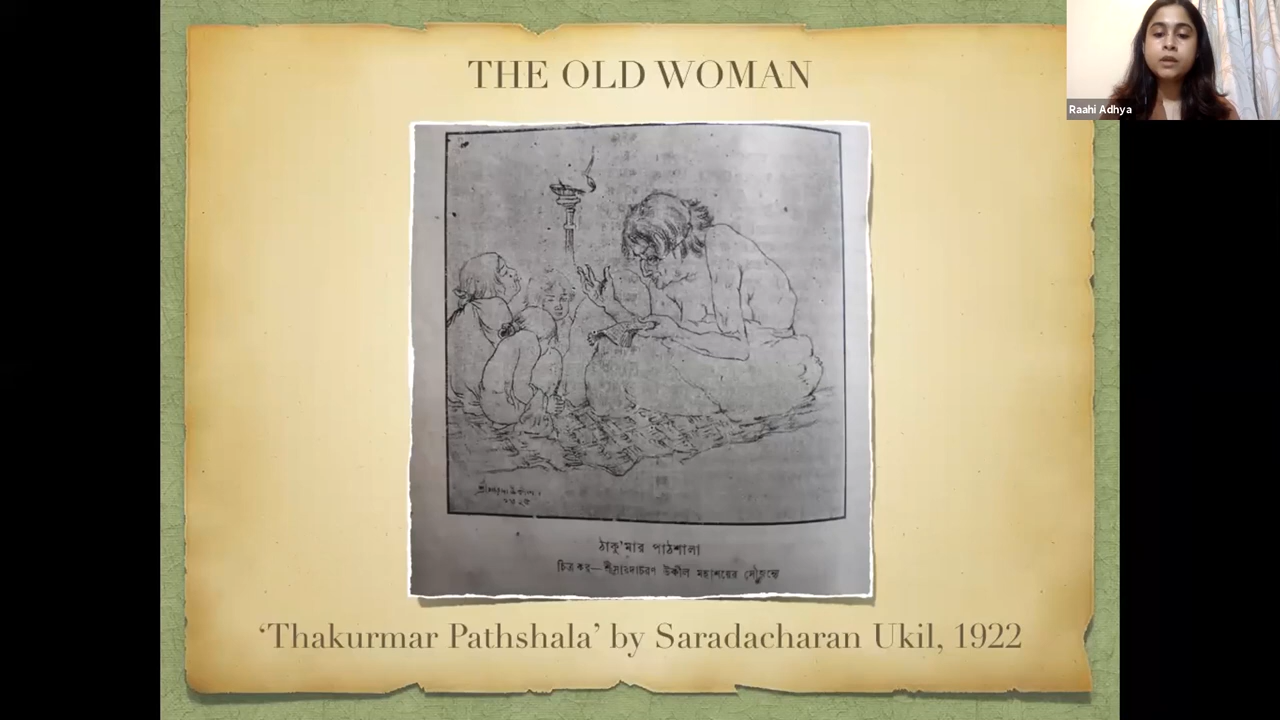 THE OLD WOMAN
Raahi Adhya
ঠাকু'মার পাঠশালা
চিত্রকর—শ্রীসারদাচরণ উকীল মহাশয়ের সৌজন্যে
‘Thakurmar Pathshala’ by Saradacharan Ukil, 1922